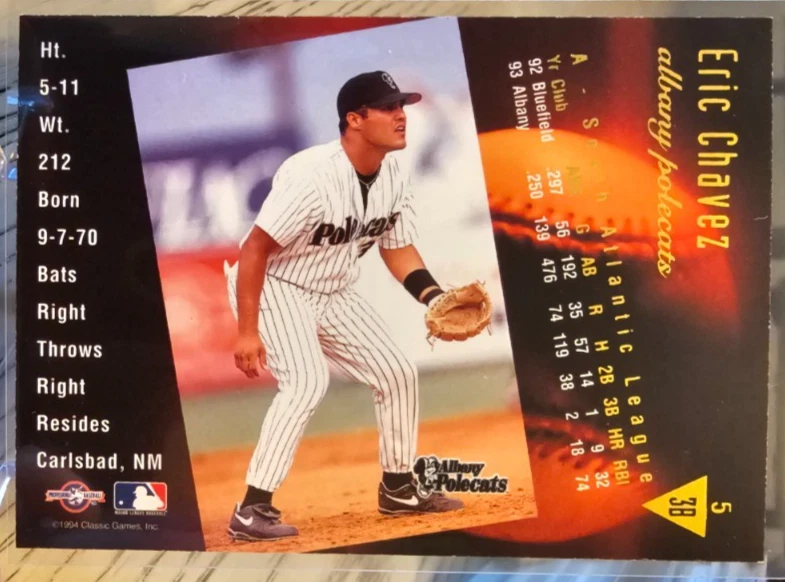 Ht.
5-11
Wt.
212
Born
9-7-70
Bats
Right
Throws
Right
Resides
Carlsbad, NM
©1994 Classic Games, Inc.
Polecats
Albany
Polecats
Eric Chavez
albany polecats
5
3B
A - South Atlantic League
Yr Club AVG G AB R H 2B 3B HR RBI
92 Bluefield .297 56 192 35 57 14 1 9 32
93 Albany .250 139 476 74 119 38 2 18 74